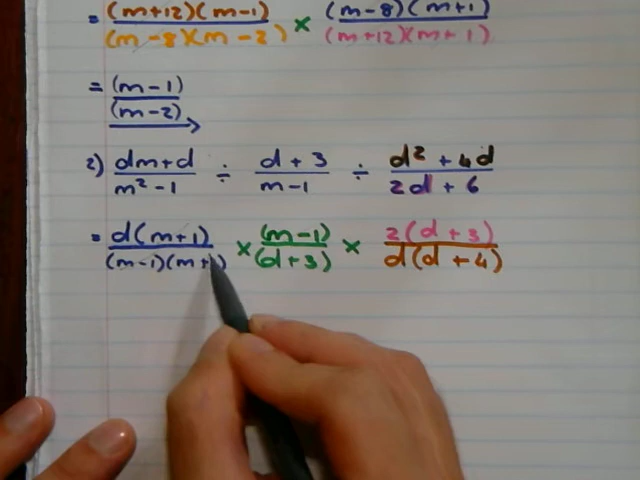 = (m+12)(m-1) / (m-8)(m-2) × (m-8)(m+1) / (m+12)(m+1)
= (m-1) / (m-2)
2) dm+d / m²-1 ÷ d+3 / m-1 ÷ d²+4d / 2d+6
= d(m+1) / (m-1)(m+1) × (m-1) / (d+3) × 2(d+3) / d(d+4)